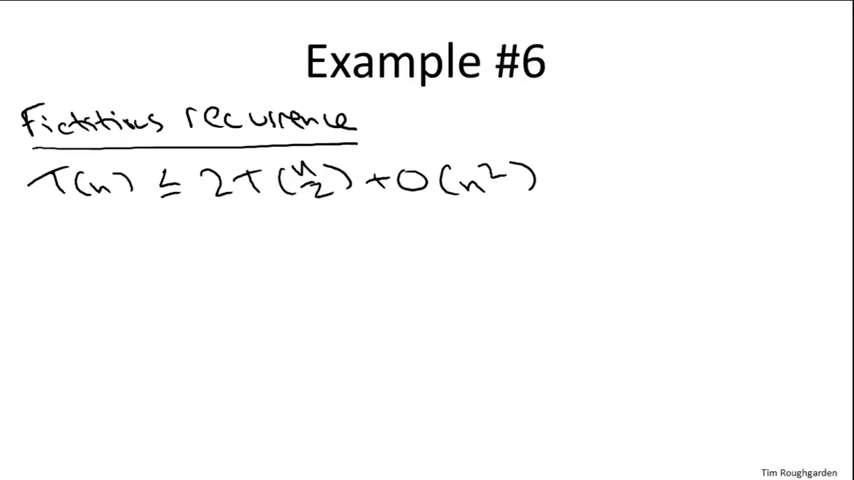 Example #6
Fictitious recurrence
T(n) ≤ 2T(n/2) + O(n²)
Tim Roughgarden